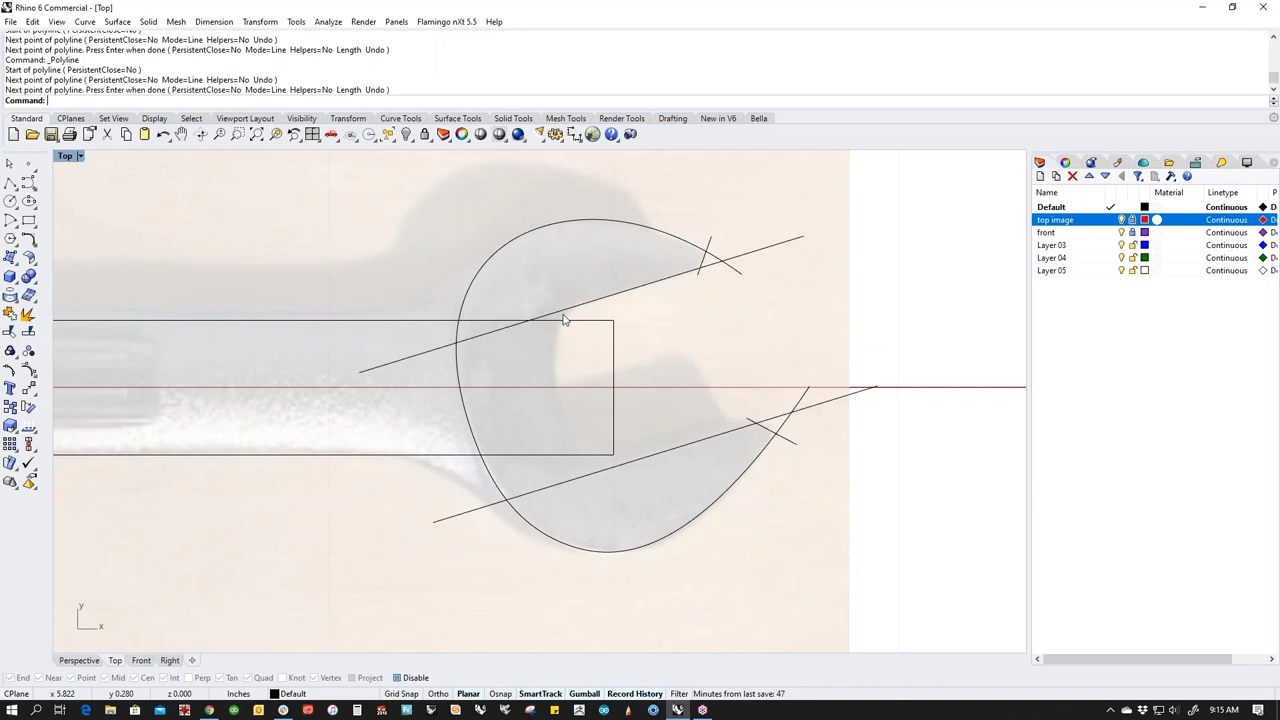 Rhino 6 Commercial - [Top]
File Edit View Curve Surface Solid Mesh Dimension Transform Tools Analyze Render Panels Flamingo nXt 5.5 Help
Start of polyline ( PersistentClose=No )
Next point of polyline ( PersistentClose=No Mode=Line Helpers=No Undo )
Next point of polyline. Press Enter when done ( PersistentClose=No Mode=Line Helpers=No Length Undo )
Command: _Polyline
Start of polyline ( PersistentClose=No )
Next point of polyline ( PersistentClose=No Mode=Line Helpers=No Undo )
Next point of polyline. Press Enter when done ( PersistentClose=No Mode=Line Helpers=No Length Undo )
Command:
Standard CPlanes Set View Display Select Viewport Layout Visibility Transform Curve Tools Surface Tools Solid Tools Mesh Tools Render Tools Drafting New in V6 Bella
Top
Name Material Linetype P
Default Continuous D
top image Continuous D
front Continuous D
Layer 03 Continuous D
Layer 04 Continuous D
Layer 05 Continuous D
y
x
Perspective Top Front Right
End Near Point Mid Cen Int Perp Tan Quad Knot Vertex Project Disable
CPlane x 5.822 y 0.280 z 0.000 Inches Default Grid Snap Ortho Planar Osnap SmartTrack Gumball Record History Filter Minutes from last save: 47
9:15 AM